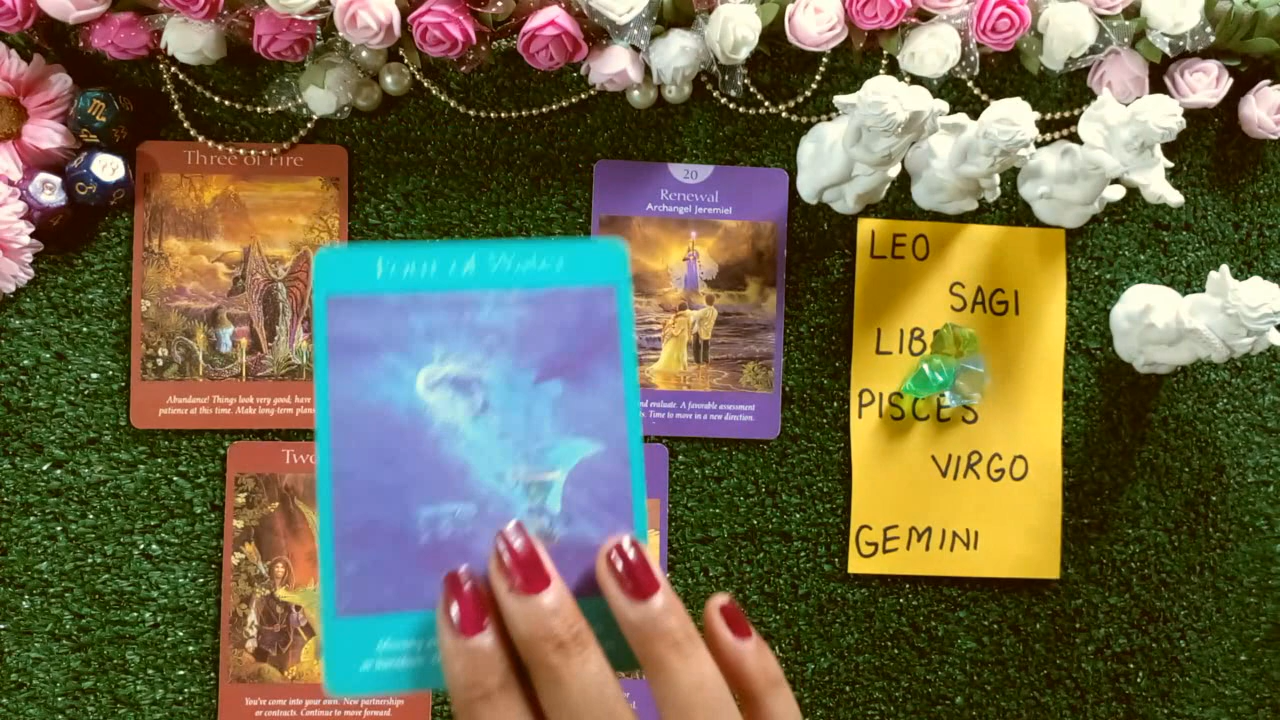 Three of Fire
Abundance! Things look very good, have
patience at this time. Make long-term plans
20
Renewal
Archangel Jeremiel
nd evaluate. A favorable assessment
Time to move in a new direction.
Two
You've come into your own. New partnerships
or contracts. Continue to move forward.
LEO
SAGI
LIB
PISCES
VIRGO
GEMINI